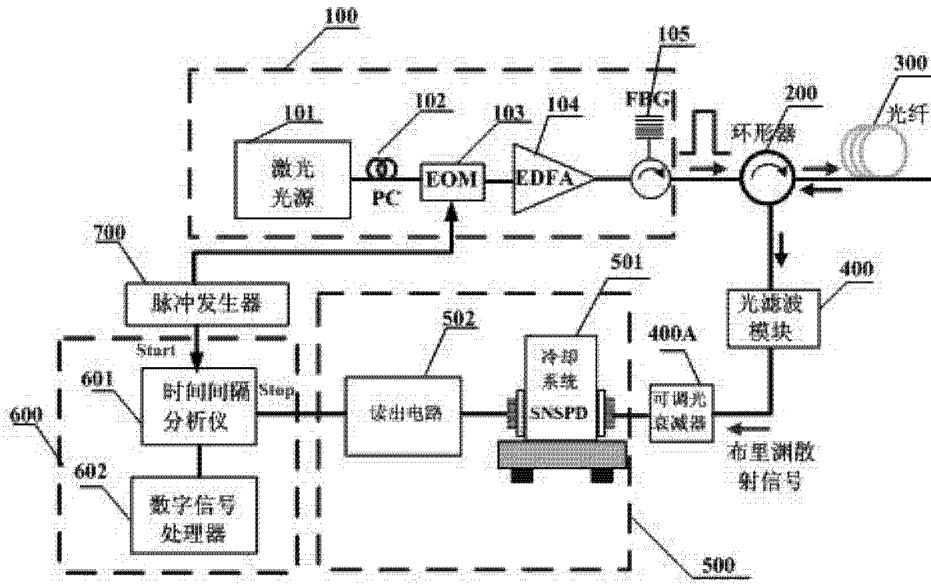 100
105
300
101
102
103
104
FBG
200
光纤
环形器
激光
光源
PC
EOM
EDFA
700
脉冲发生器
501
502
400
光滤波
模块
400A
Start
601
时间间隔
分析仪
Stop
读出电路
冷却
系统
SNSPD
可调光
衰减器
600
602
布里渊散
射信号
数字信号
处理器
500